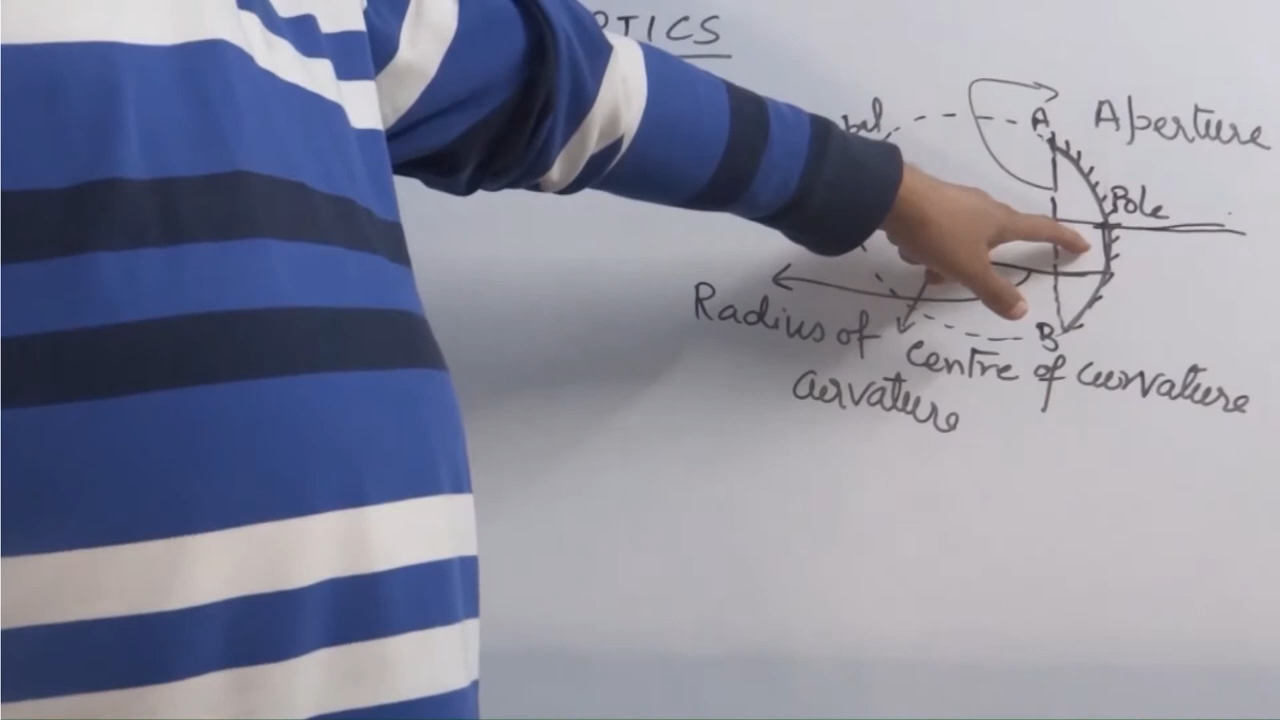 PTICS
A
Aperture
Pole
Radius of
curvature
B
Centre of curvature